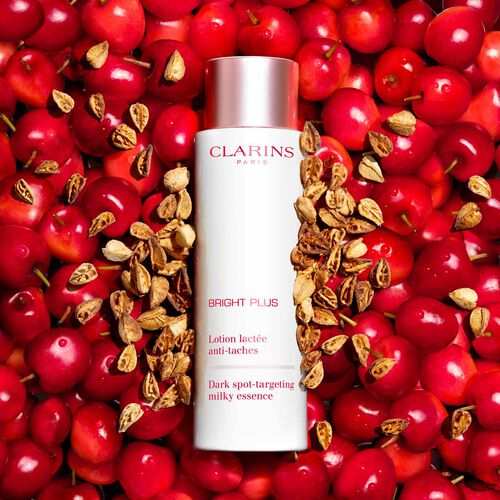 CLARINS
PARIS
BRIGHT PLUS
Lotion lactée
anti-taches
Dark spot-targeting
milky essence